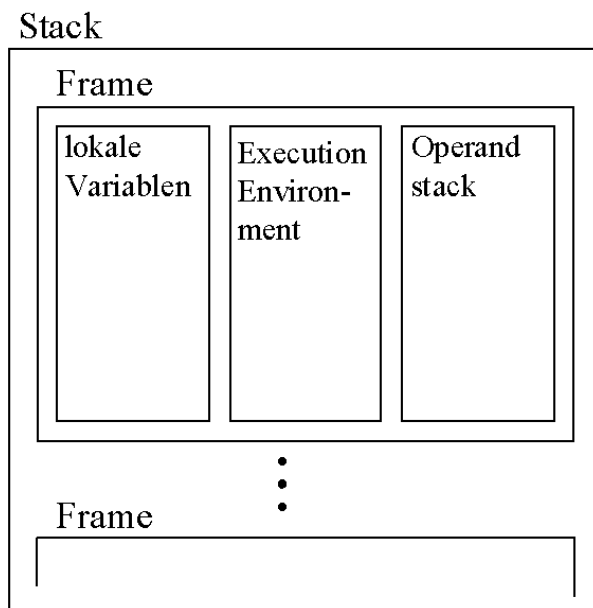 Stack
Frame
lokale
Variablen
Execution
Environ-
ment
Operand
stack
Frame